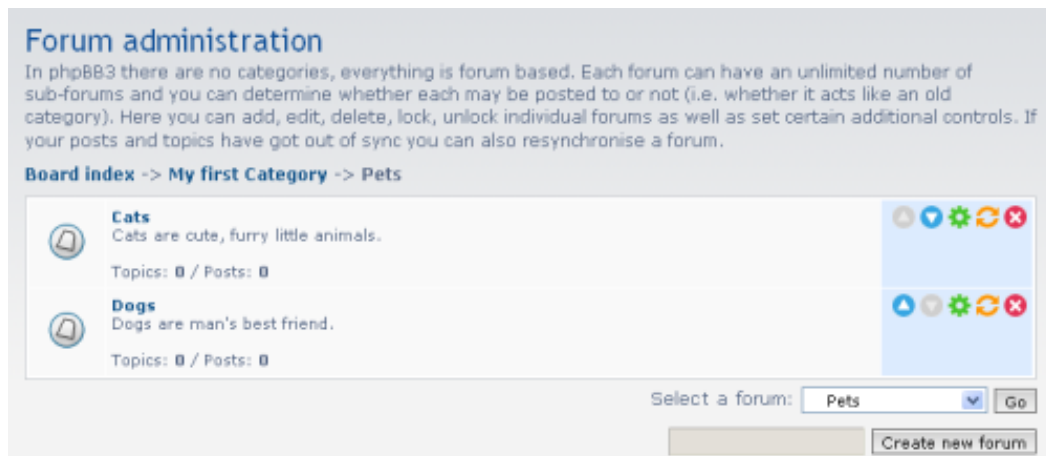 Forum administration
In phpBB3 there are no categories, everything is forum based. Each forum can have an unlimited number of
sub-forums and you can determine whether each may be posted to or not (i.e. whether it acts like an old
category). Here you can add, edit, delete, lock, unlock individual forums as well as set certain additional controls. If
your posts and topics have got out of sync you can also resynchronise a forum.
Board index -> My first Category -> Pets
Cats
Cats are cute, furry little animals.
Topics: 0 / Posts: 0
Dogs
Dogs are man's best friend.
Topics: 0 / Posts: 0
Select a forum: Pets Go
Create new forum